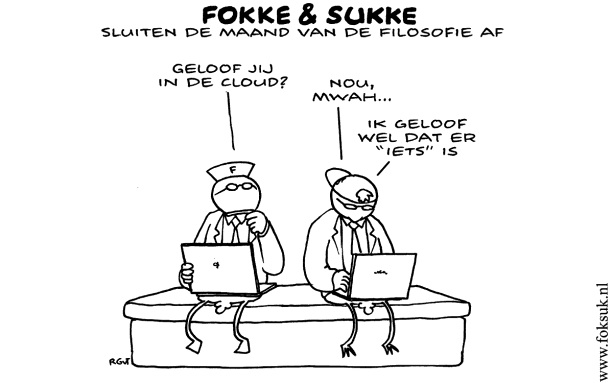 FOKKE & SUKKE
SLUITEN DE MAAND VAN DE FILOSOFIE AF
GELOOF JIJ
IN DE CLOUD?
NOU,
MWAH...
IK GELOOF
WEL DAT ER
"IETS" IS
F
RGvT
www.foksuk.nl